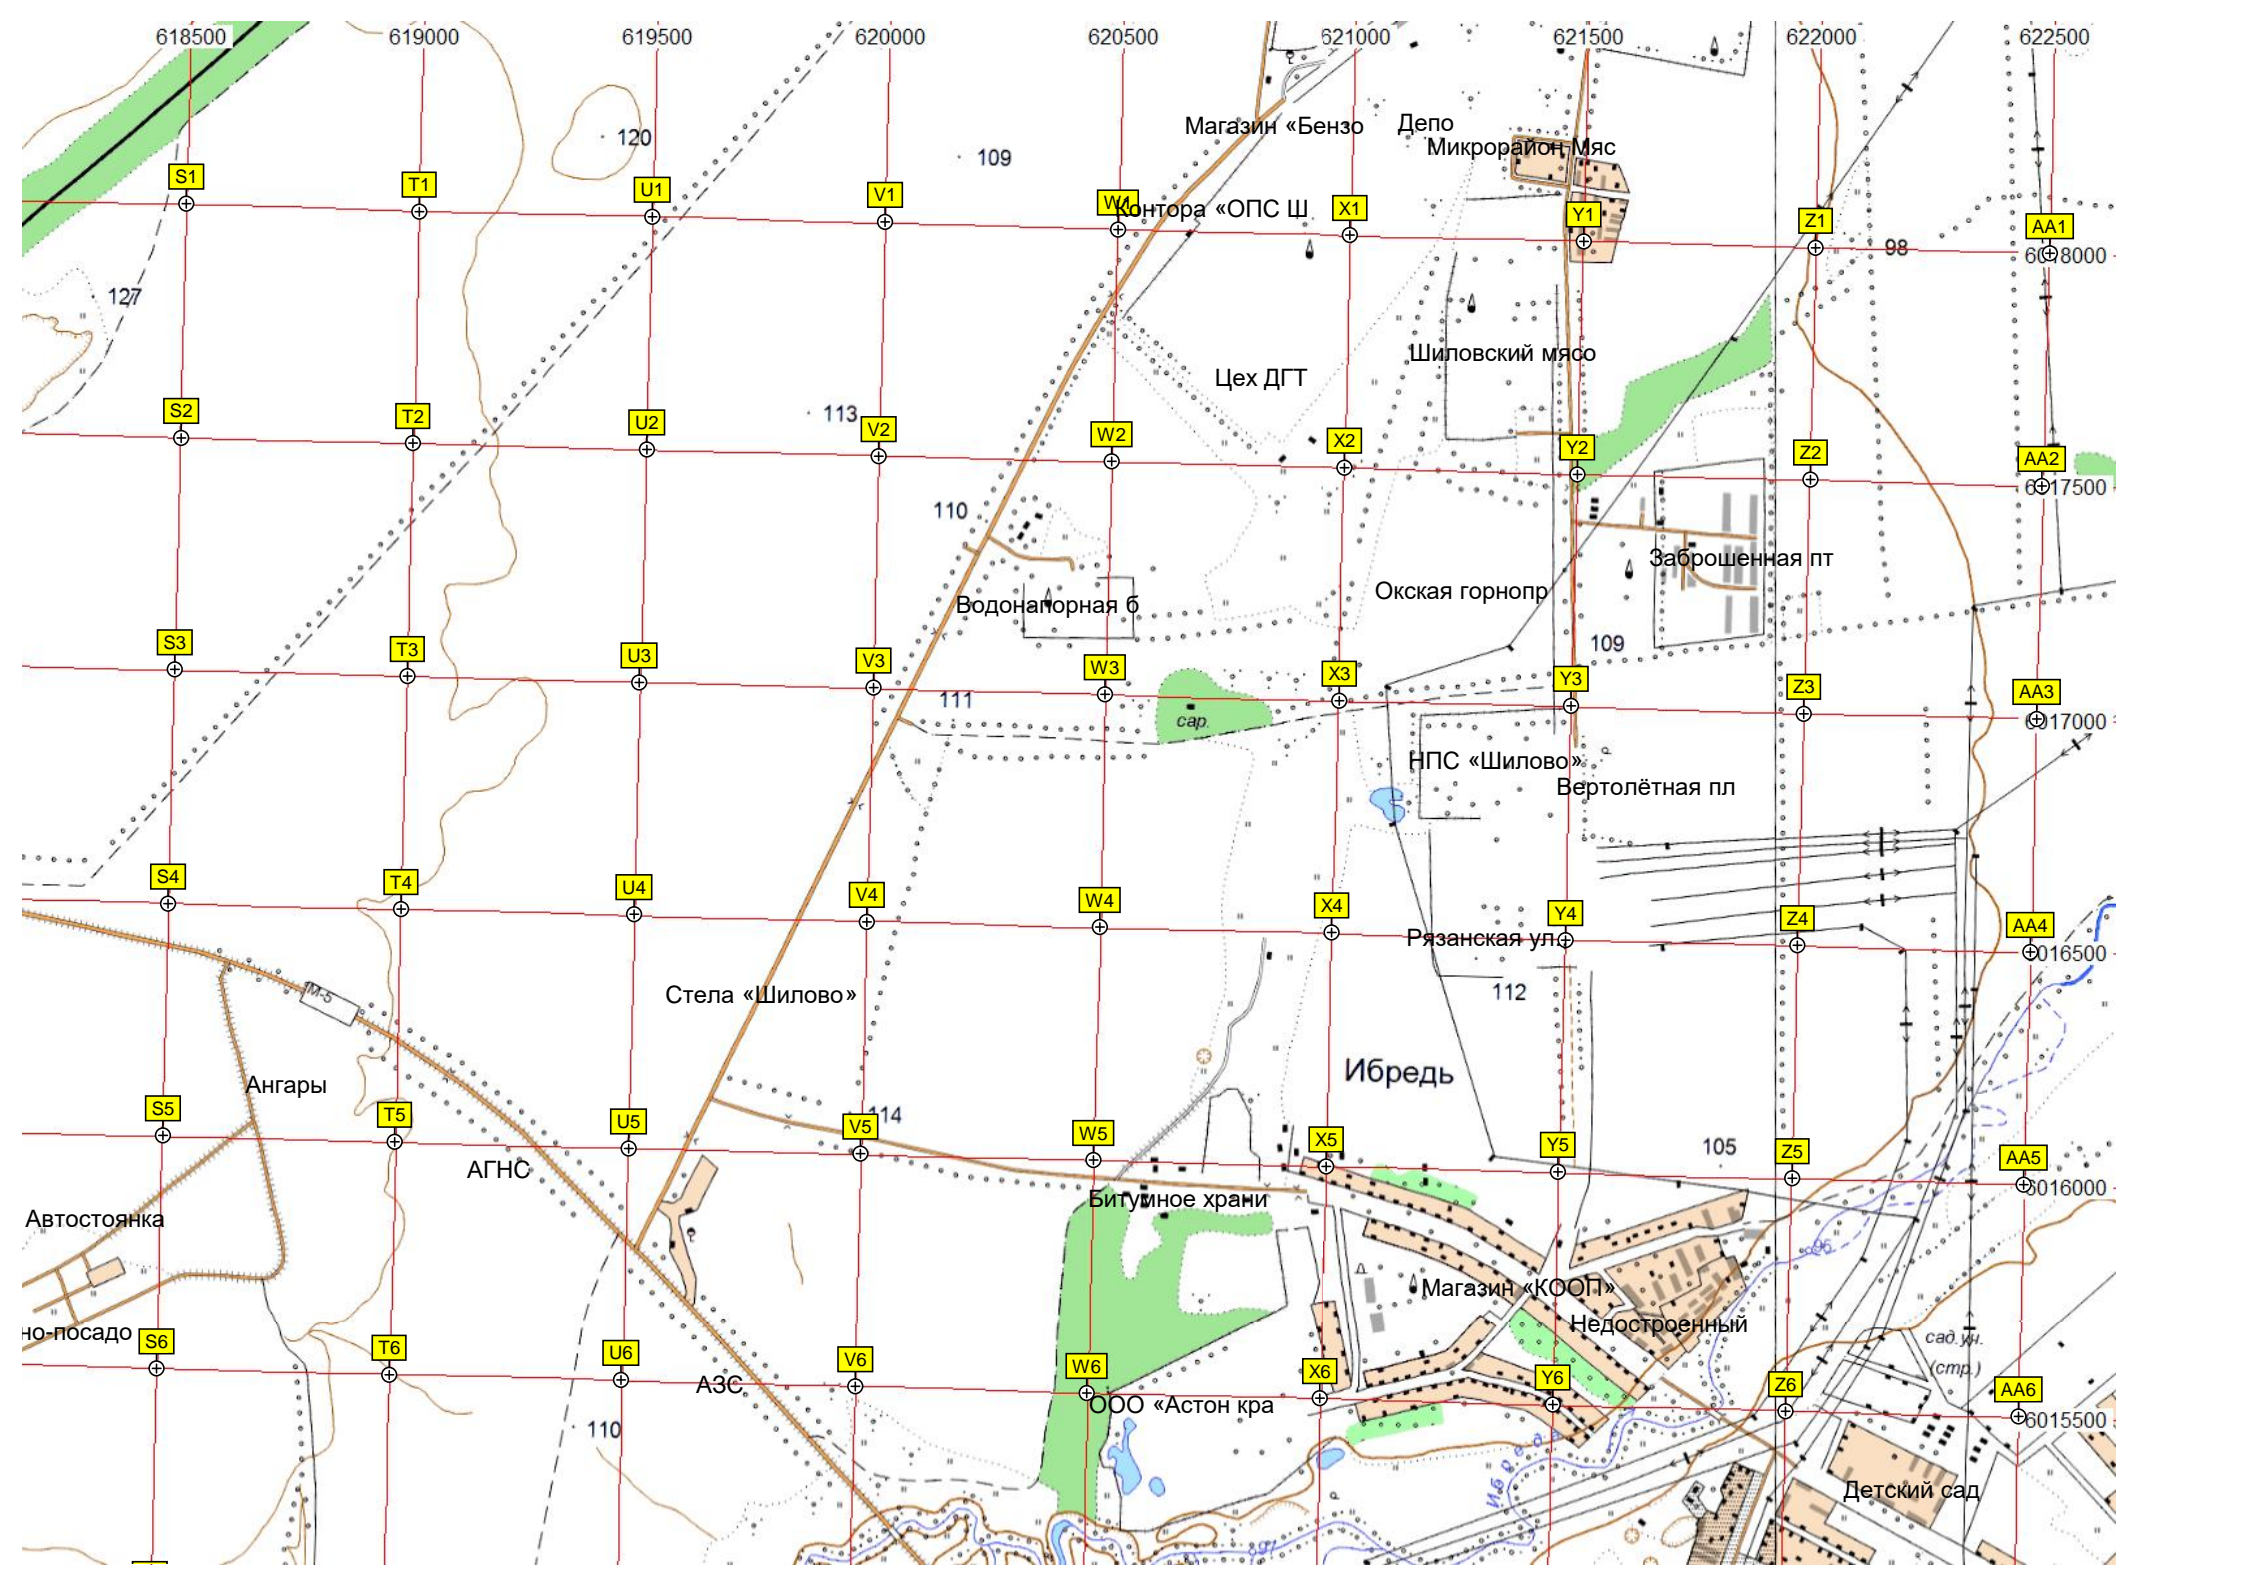 618500 619000 619500 620000 620500 621000 621500 622000 622500
120
109
Магазин «Бензо
Депо
Микрорайон Мяс
S1 T1 U1 V1 X1 Y1 Z1 AA1
Контора «ОПС Ш
98
127
Шиловский мясо
Цех ДГТ
113
S2 T2 U2 V2 W2 X2 Y2 Z2 AA2
110
Заброшенная пт
Окская горнопр
Водонапорная б
109
S3 T3 U3 V3 W3 X3 Y3 Z3 AA3
111
сар.
6017000
НПС «Шилово»
Вертолётная пл
S4 T4 U4 V4 W4 X4 Y4 Z4 AA4
Рязанская ул.
М-5
112
Стела «Шилово»
Ибредь
Ангары
114
S5 T5 U5 V5 W5 X5 Y5 Z5 AA5
105
АГНС
6016000
Битумное храни
Автостоянка
95
Магазин «КООП»
Недостроенный
но-посадо
сад.уч.
(стр.)
S6 T6 U6 V6 W6 X6 Y6 Z6 AA6
АЗС
ООО «Астон кра
6015500
110
Детский сад